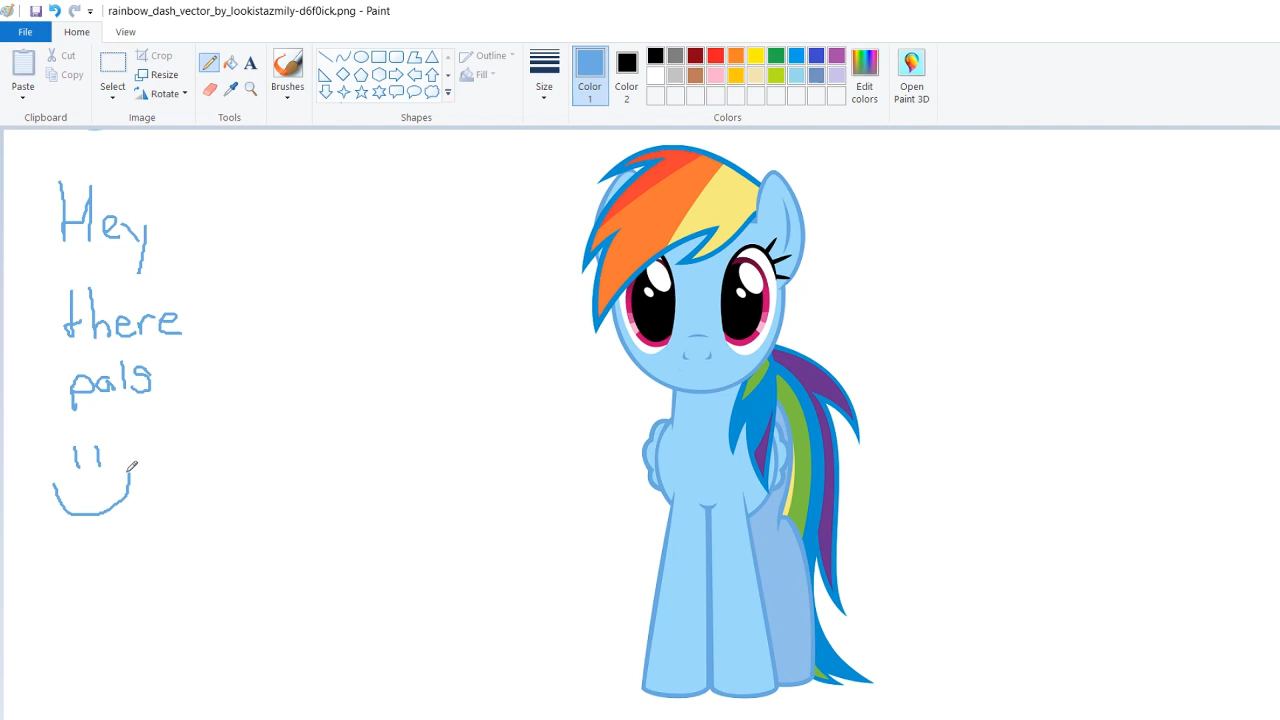 rainbow_dash_vector_by_lookistazmily-d6f0ick.png - Paint
File Home View
Paste
Cut
Copy
Clipboard
Select
Crop
Resize
Rotate
Image
A
Tools
Brushes
Outline
Fill
Shapes
Size
Color 1
Color 2
Edit colors
Colors
Open Paint 3D
Hey
there
pals